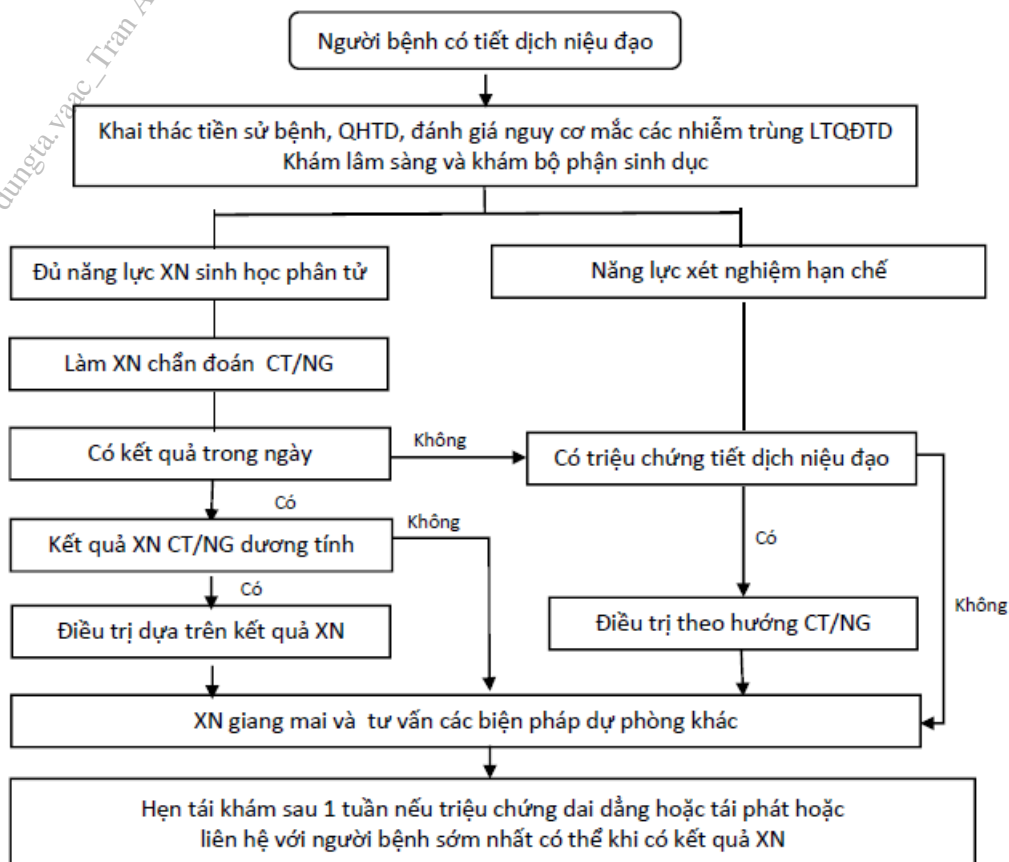 dungta.vaac_Tran A
Người bệnh có tiết dịch niệu đạo
Khai thác tiền sử bệnh, QHTD, đánh giá nguy cơ mắc các nhiễm trùng LTQĐTD
Khám lâm sàng và khám bộ phận sinh dục
Đủ năng lực XN sinh học phân tử
Năng lực xét nghiệm hạn chế
Làm XN chẩn đoán CT/NG
Có kết quả trong ngày
Không
Có triệu chứng tiết dịch niệu đạo
Có
Kết quả XN CT/NG dương tính
Không
Có
Có
Điều trị dựa trên kết quả XN
Điều trị theo hướng CT/NG
Không
XN giang mai và tư vấn các biện pháp dự phòng khác
Hẹn tái khám sau 1 tuần nếu triệu chứng dai dẳng hoặc tái phát hoặc
liên hệ với người bệnh sớm nhất có thể khi có kết quả XN